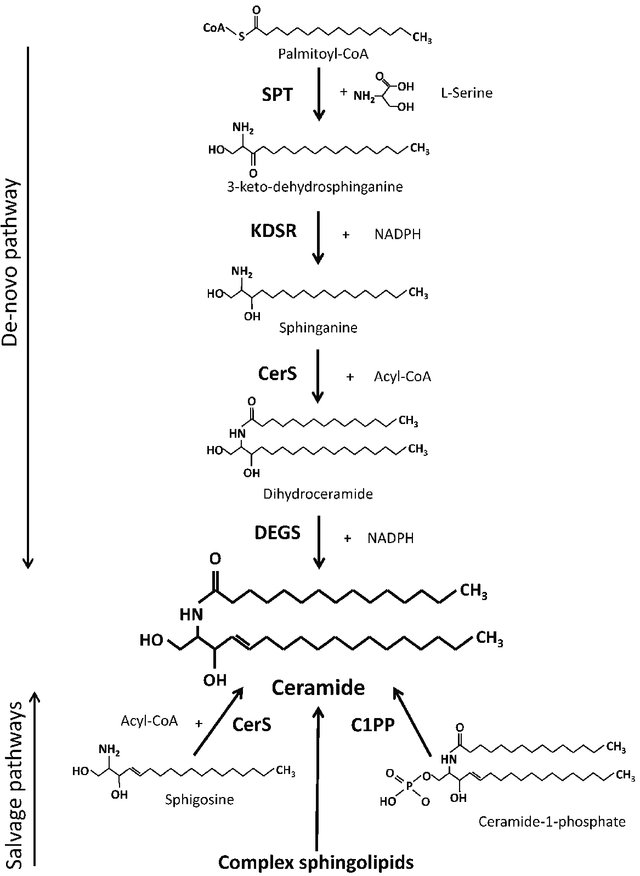 CoA
S
O
CH3
Palmitoyl-CoA
SPT
+
O
OH
NH2
OH
L-Serine
NH2
HO
O
CH3
3-keto-dehydrosphinganine
KDSR + NADPH
NH2
HO
OH
CH3
Sphinganine
CerS + Acyl-CoA
O
CH3
HN
HO
OH
CH3
Dihydroceramide
DEGS + NADPH
De-novo pathway
O
CH3
HN
HO
OH
CH3
Ceramide
Salvage pathways
Acyl-CoA + CerS
C1PP
NH2
HO
OH
CH3
Sphigosine
O
CH3
HN
O
O
P
HO
O
OH
CH3
Ceramide-1-phosphate
Complex sphingolipids